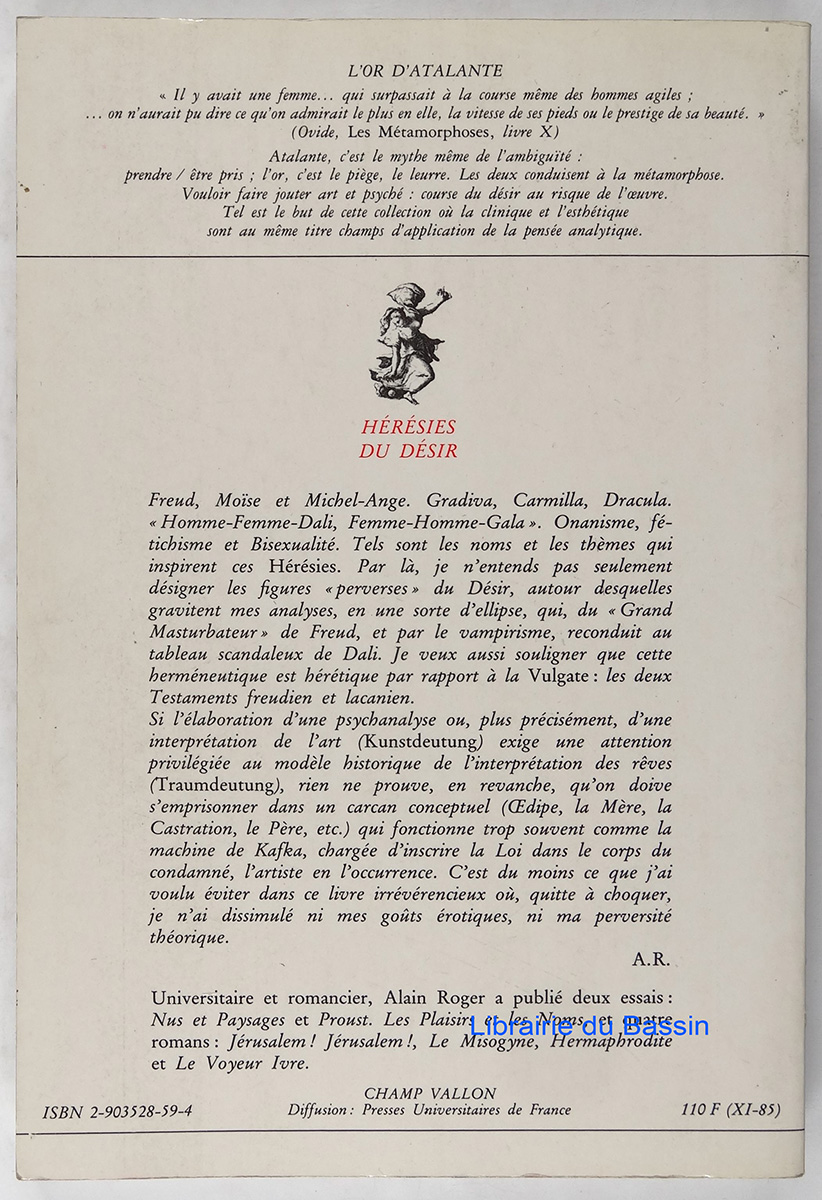 L'OR D'ATALANTE
« Il y avait une femme... qui surpassait à la course même des hommes agiles ;
... on n'aurait pu dire ce qu'on admirait le plus en elle, la vitesse de ses pieds ou le prestige de sa beauté. »
(Ovide, Les Métamorphoses, livre X)
Atalante, c'est le mythe même de l'ambiguïté :
prendre / être pris ; l'or, c'est le piège, le leurre. Les deux conduisent à la métamorphose.
Vouloir faire jouter art et psyché : course du désir au risque de l'œuvre.
Tel est le but de cette collection où la clinique et l'esthétique
sont au même titre champs d'application de la pensée analytique.
HÉRÉSIES
DU DÉSIR
Freud, Moïse et Michel-Ange. Gradiva, Carmilla, Dracula.
« Homme-Femme-Dali, Femme-Homme-Gala ». Onanisme, fé-
tichisme et Bisexualité. Tels sont les noms et les thèmes qui
inspirent ces Hérésies. Par là, je n'entends pas seulement
désigner les figures « perverses » du Désir, autour desquelles
gravitent mes analyses, en une sorte d'ellipse, qui, du « Grand
Masturbateur » de Freud, et par le vampirisme, reconduit au
tableau scandaleux de Dali. Je veux aussi souligner que cette
herméneutique est hérétique par rapport à la Vulgate : les deux
Testaments freudien et lacanien.
Si l'élaboration d'une psychanalyse ou, plus précisément, d'une
interprétation de l'art (Kunstdeutung) exige une attention
privilégiée au modèle historique de l'interprétation des rêves
(Traumdeutung), rien ne prouve, en revanche, qu'on doive
s'emprisonner dans un carcan conceptuel (Œdipe, la Mère, la
Castration, le Père, etc.) qui fonctionne trop souvent comme la
machine de Kafka, chargée d'inscrire la Loi dans le corps du
condamné, l'artiste en l'occurrence. C'est du moins ce que j'ai
voulu éviter dans ce livre irrévérencieux où, quitte à choquer,
je n'ai dissimulé ni mes goûts érotiques, ni ma perversité
théorique.
A.R.
Universitaire et romancier, Alain Roger a publié deux essais :
Nus et Paysages et Proust. Les Plaisirs et les Noms et quatre
Librairie du Bassin
romans : Jérusalem ! Jérusalem !, Le Misogyne, Hermaphrodite
et Le Voyeur Ivre.
CHAMP VALLON
ISBN 2-903528-59-4 Diffusion : Presses Universitaires de France 110 F (XI-85)